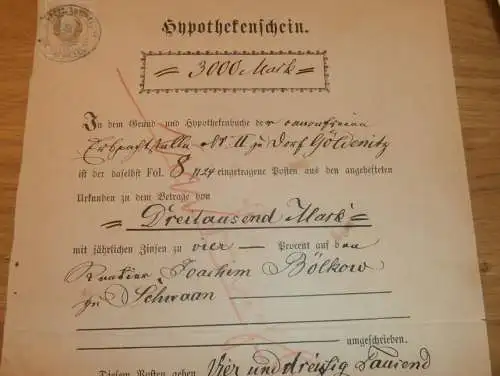 Hypothekenschein.
= 3000 Mark =
In dem Grund- und Hypothekenbuche der
Erbpachtstelle No II zu Dorf Göldenitz
ist der daselbst Fol. 8 eingetragene Posten aus den angehefteten
Urkunden zu dem Betrage von
= Dreitausend Mark =
mit jährlichen Zinsen zu vier — Procent auf den
Rentier Joachim Bölkow
zu Schwaan
umgeschrieben.
Diesem Posten gehen Vier und dreißig Tausend